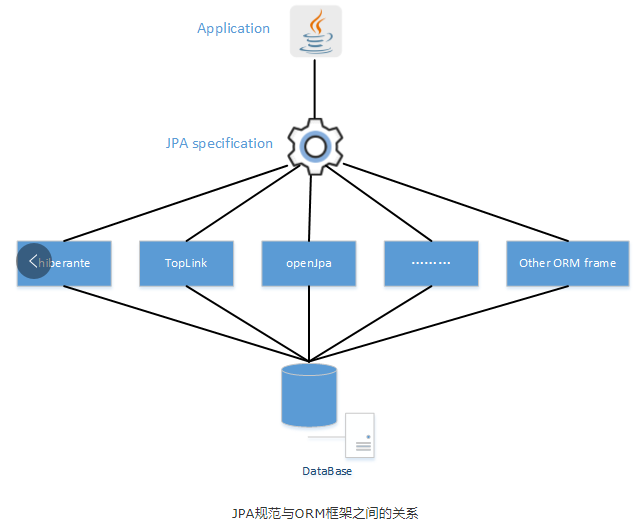 Application
JPA specification
hiberante
TopLink
openJpa
………
Other ORM frame
DataBase
JPA规范与ORM框架之间的关系